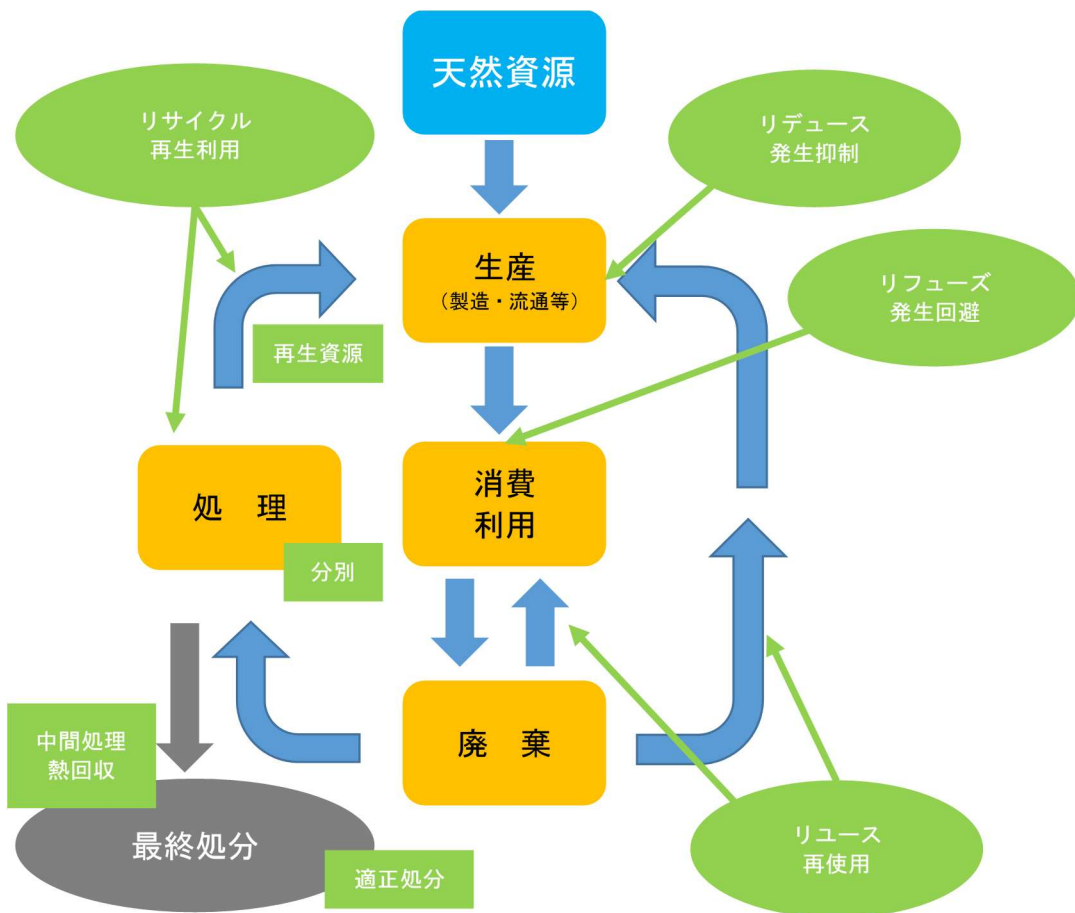 天然資源
リサイクル
再生利用
リデュース
発生抑制
生産
（製造・流通等）
リフューズ
発生回避
再生資源
処　理
消費
利用
分別
廃　棄
中間処理
熱回収
最終処分
適正処分
リユース
再使用